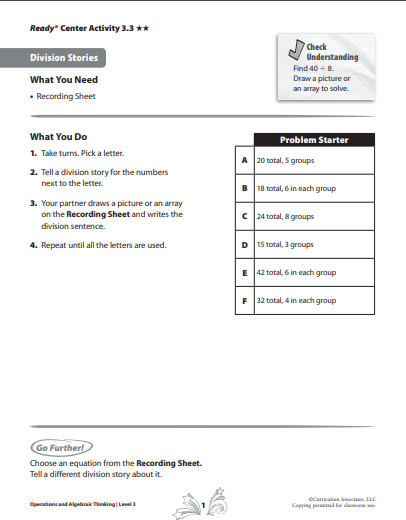 Ready® Center Activity 3.3 ★★
Division Stories
What You Need
• Recording Sheet
Check
Understanding
Find 40 ÷ 8.
Draw a picture or
an array to solve.
What You Do
1. Take turns. Pick a letter.
2. Tell a division story for the numbers
next to the letter.
3. Your partner draws a picture or an array
on the Recording Sheet and writes the
division sentence.
4. Repeat until all the letters are used.
Problem Starter
A 20 total, 5 groups
B 18 total, 6 in each group
C 24 total, 8 groups
D 15 total, 3 groups
E 42 total, 6 in each group
F 32 total, 4 in each group
Go Further!
Choose an equation from the Recording Sheet.
Tell a different division story about it.
Operations and Algebraic Thinking | Level 3
1
©Curriculum Associates, LLC
Copying permitted for classroom use.